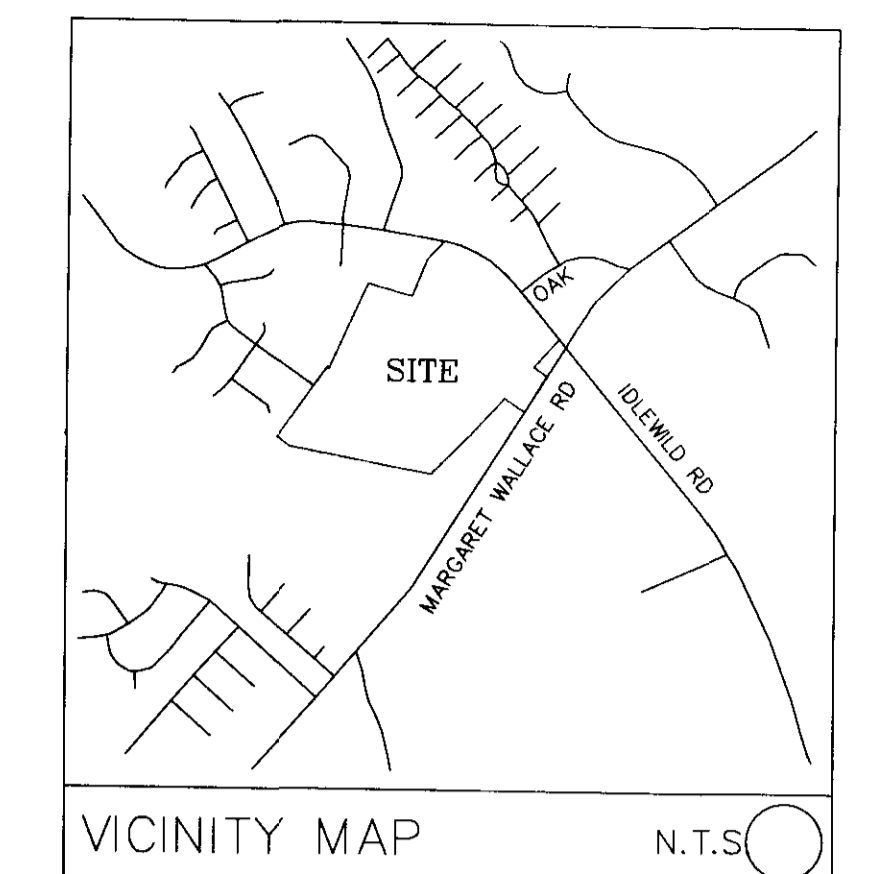 OAK
SITE
IDLEWILD RD
MARGARET WALLACE RD
VICINITY MAP
N.T.S